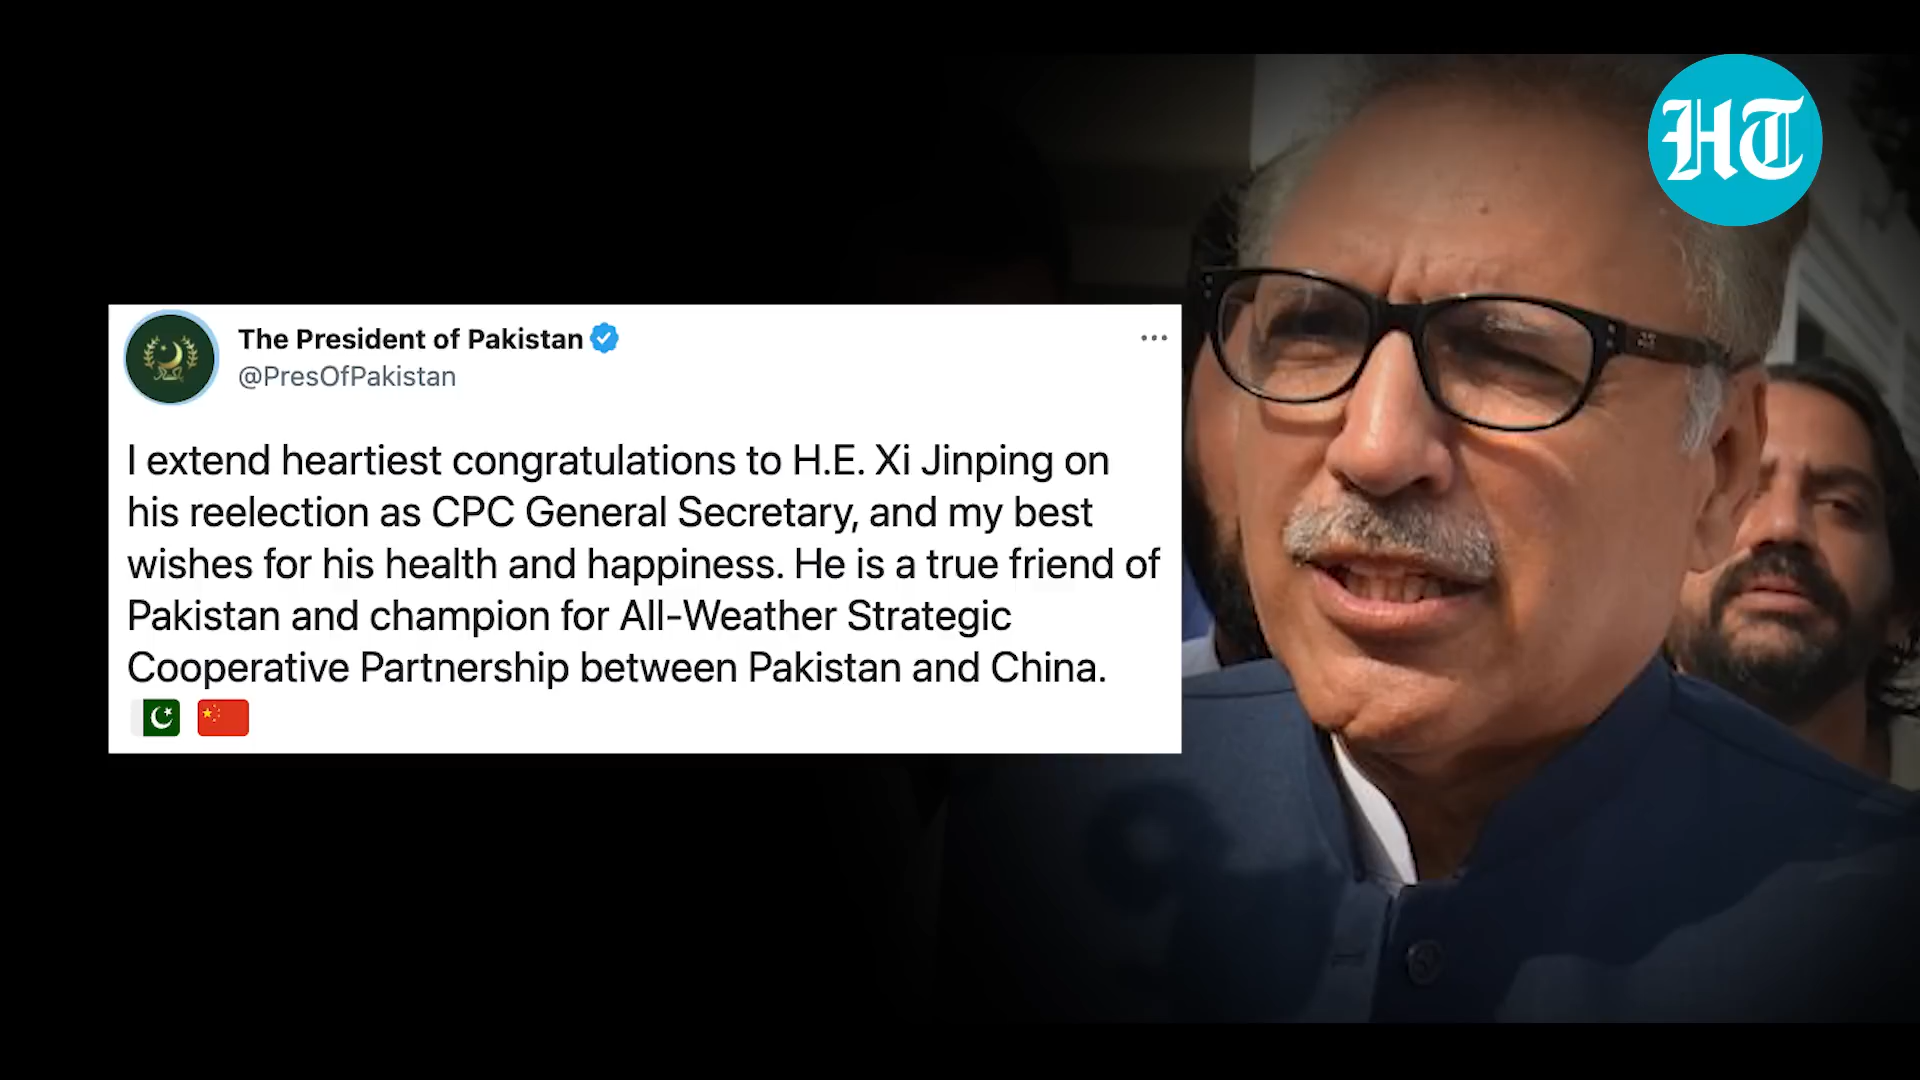 HT
The President of Pakistan
@PresOfPakistan
I extend heartiest congratulations to H.E. Xi Jinping on
his reelection as CPC General Secretary, and my best
wishes for his health and happiness. He is a true friend of
Pakistan and champion for All-Weather Strategic
Cooperative Partnership between Pakistan and China.